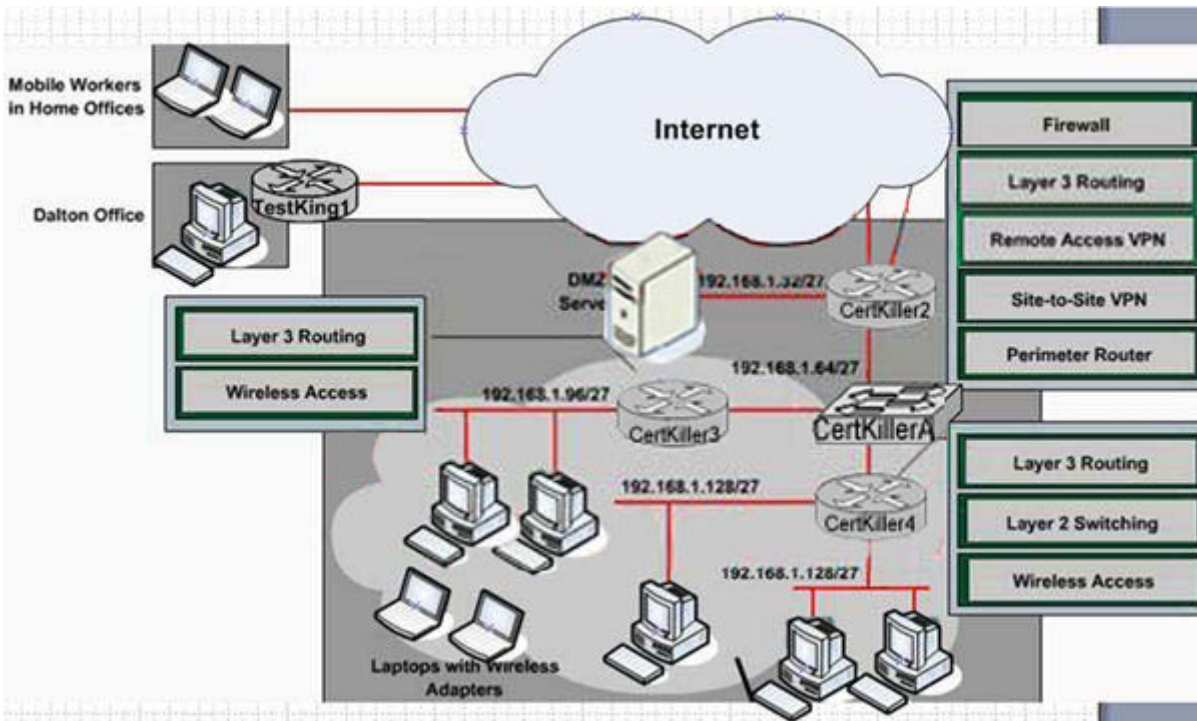 Mobile Workers
in Home Offices
Internet
Firewall
Layer 3 Routing
Remote Access VPN
Site-to-Site VPN
Perimeter Router
TestKing1
Dalton Office
DMZ
Serve
192.168.1.32/27
CertKiller2
Layer 3 Routing
Wireless Access
192.168.1.64/27
192.168.1.96/27
CertKiller3
CertKillerA
192.168.1.128/27
CertKiller4
Layer 3 Routing
Layer 2 Switching
Wireless Access
192.168.1.128/27
Laptops with Wireless
Adapters